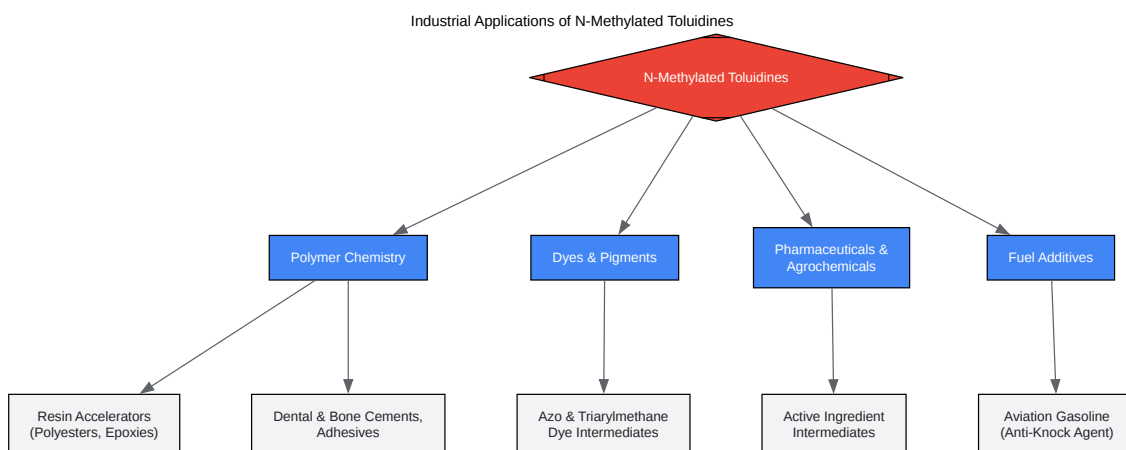 Industrial Applications of N-Methylated Toluidines
N-Methylated Toluidines
Polymer Chemistry
Dyes & Pigments
Pharmaceuticals &
Agrochemicals
Fuel Additives
Resin Accelerators
(Polyesters, Epoxies)
Dental & Bone Cements,
Adhesives
Azo & Triarylmethane
Dye Intermediates
Active Ingredient
Intermediates
Aviation Gasoline
(Anti-Knock Agent)